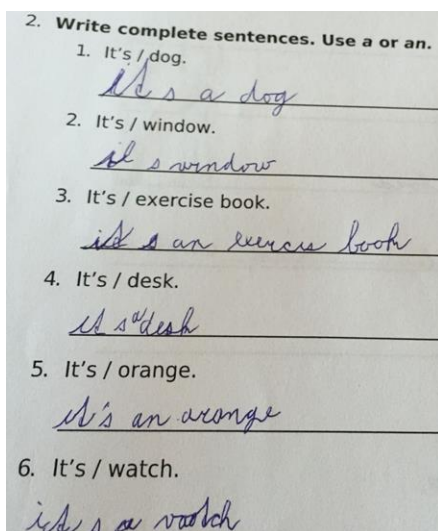 2. Write complete sentences. Use a or an.
1. It's / dog.
it's a dog
2. It's / window.
it s window
3. It's / exercise book.
it s an exercis book
4. It's / desk.
it s a desk
5. It's / orange.
it's an orange
6. It's / watch.
it s a